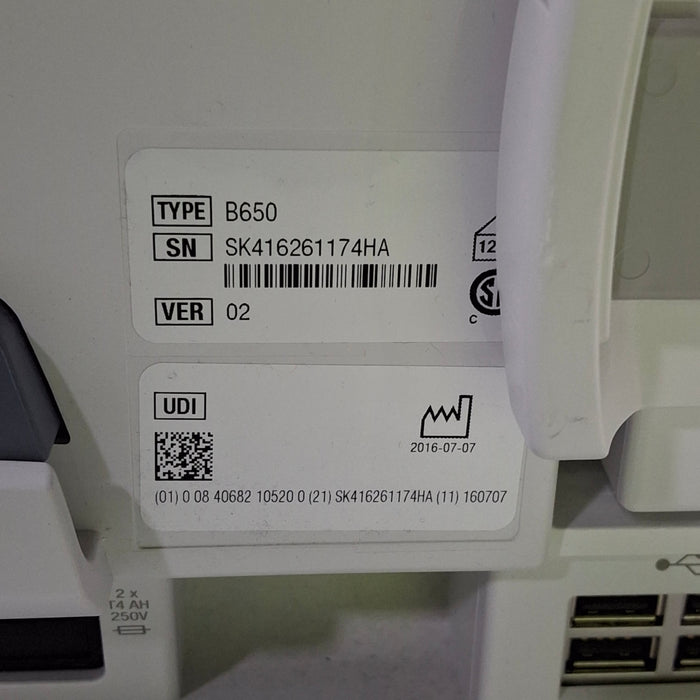 TYPE B650
SN SK416261174HA
12
C
VER 02
UDI
2016-07-07
(01) 0 08 40682 10520 0 (21) SK416261174HA (11) 160707
2 x
T4 AH
250V